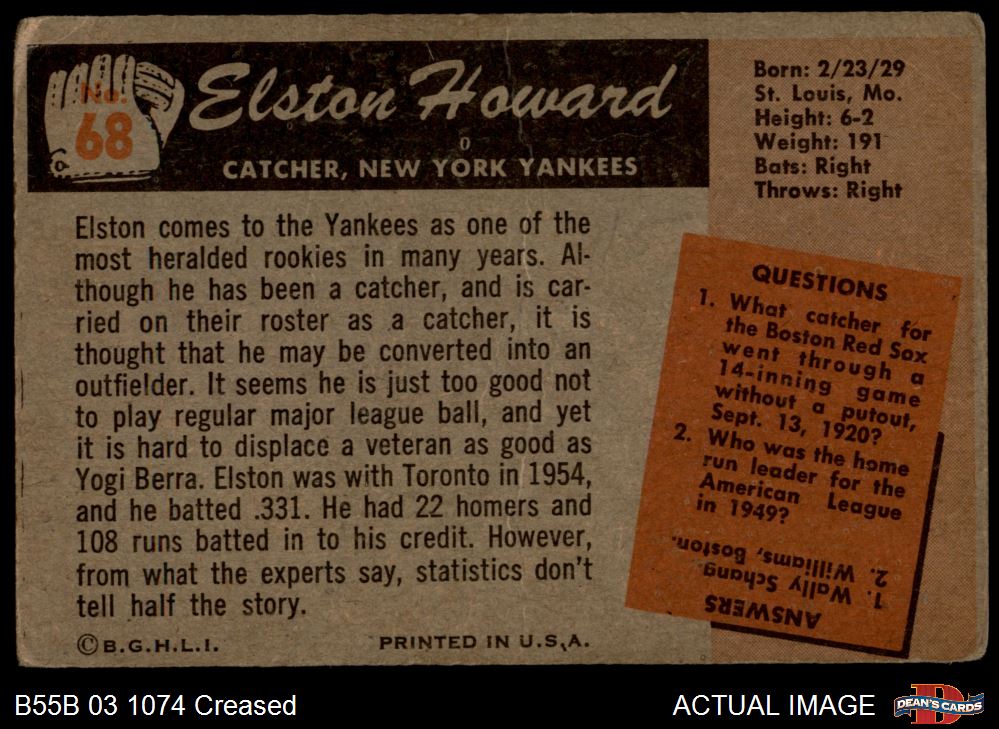 No.
68
Elston Howard
0
CATCHER, NEW YORK YANKEES
Born: 2/23/29
St. Louis, Mo.
Height: 6-2
Weight: 191
Bats: Right
Throws: Right
Elston comes to the Yankees as one of the
most heralded rookies in many years. Al-
though he has been a catcher, and is car-
ried on their roster as a catcher, it is
thought that he may be converted into an
outfielder. It seems he is just too good not
to play regular major league ball, and yet
it is hard to displace a veteran as good as
Yogi Berra. Elston was with Toronto in 1954,
and he batted .331. He had 22 homers and
108 runs batted in to his credit. However,
from what the experts say, statistics don't
tell half the story.
©B.G.H.L.I.
PRINTED IN U.S.A.
QUESTIONS
1. What catcher for
the Boston Red Sox
went through a
14-inning game
without a putout,
Sept. 13, 1920?
2. Who was the home
run leader for the
American League
in 1949?
ANSWERS
1. Wally Schang.
2. Williams, Boston.
B55B 03 1074 Creased
ACTUAL IMAGE
D
DEAN'S CARDS